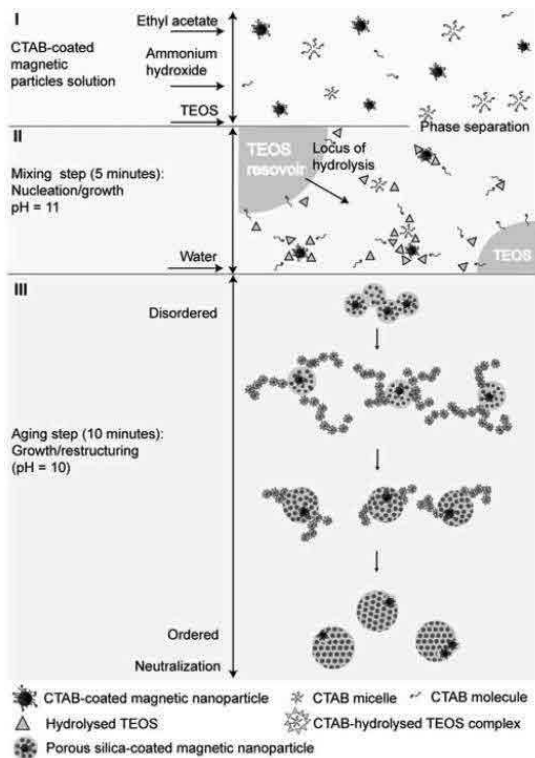 I
Ethyl acetate
CTAB-coated
magnetic
particles solution
Ammonium
hydroxide
TEOS
Phase separation
II
TEOS
resovoir
Locus of
hydrolysis
Mixing step (5 minutes):
Nucleation/growth
pH = 11
Water
TEOS
III
Disordered
Aging step (10 minutes):
Growth/restructuring
(pH = 10)
Ordered
Neutralization
CTAB-coated magnetic nanoparticle
CTAB micelle
CTAB molecule
Hydrolysed TEOS
CTAB-hydrolysed TEOS complex
Porous silica-coated magnetic nanoparticle